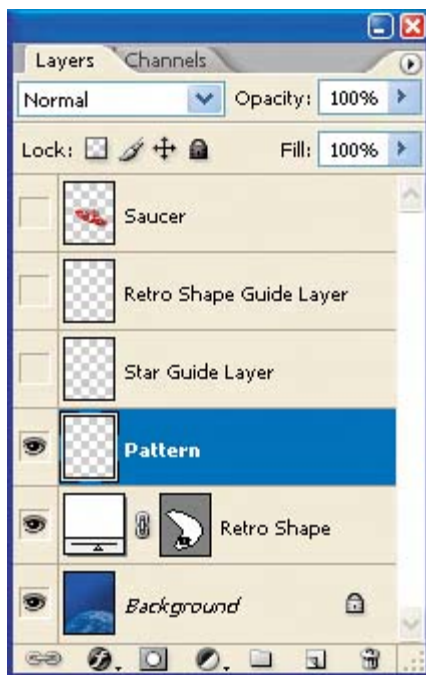 Layers Channels
Normal Opacity: 100%
Lock: Fill: 100%
Saucer
Retro Shape Guide Layer
Star Guide Layer
Pattern
Retro Shape
Background